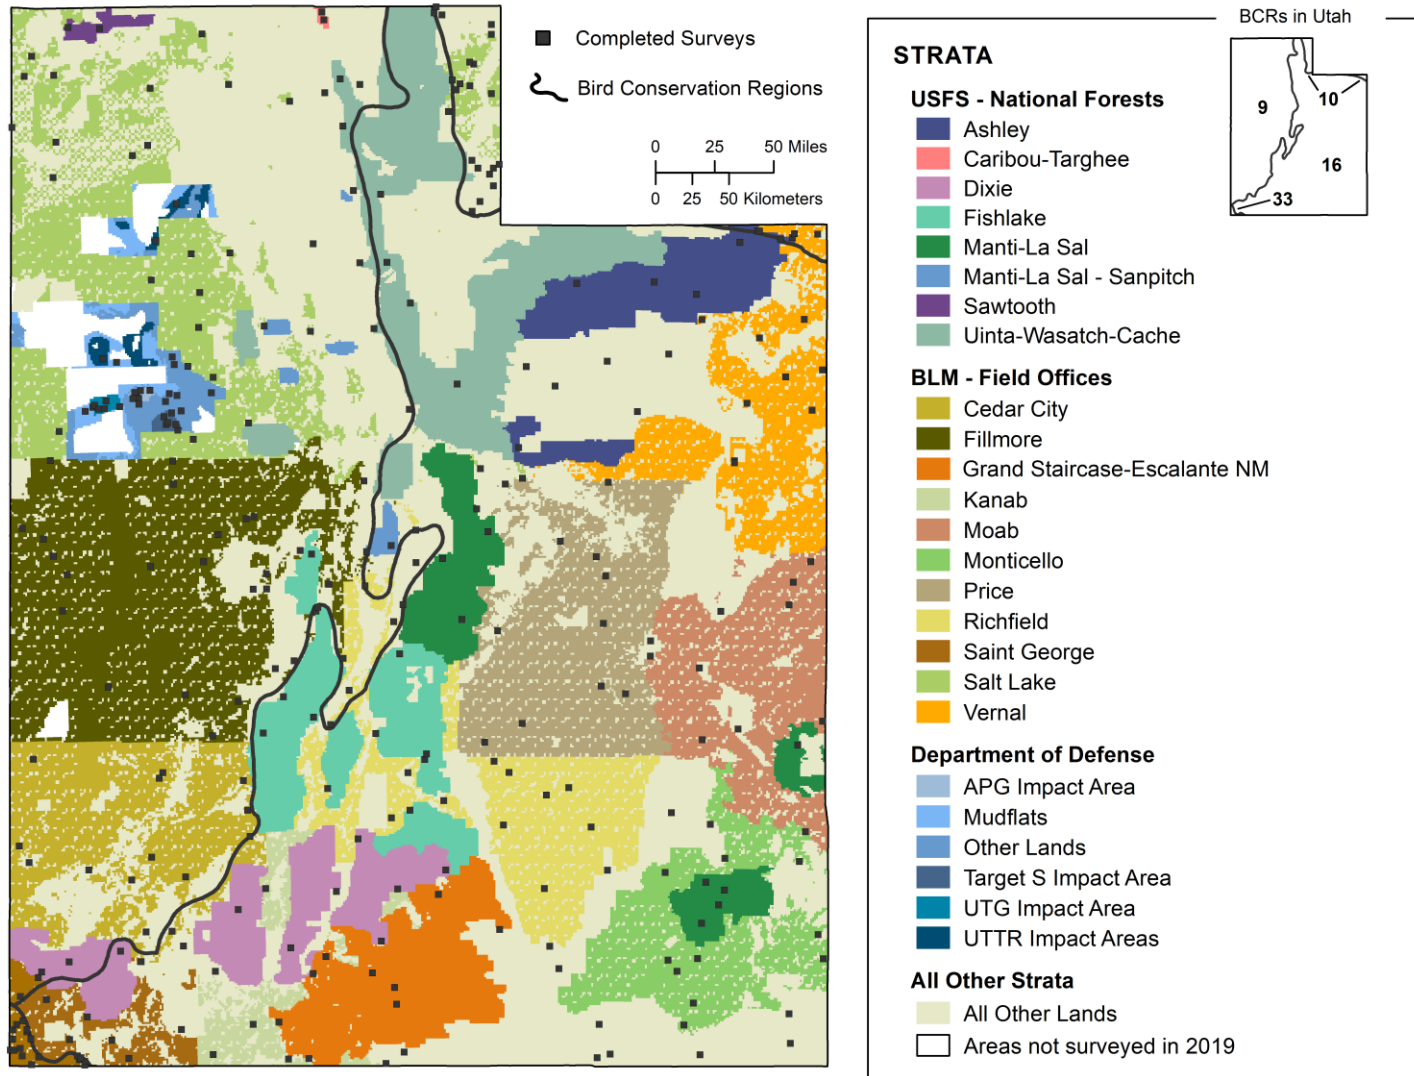 Completed Surveys
Bird Conservation Regions
0 25 50 Miles
0 25 50 Kilometers
BCRs in Utah
9
10
16
33
STRATA
USFS - National Forests
Ashley
Caribou-Targhee
Dixie
Fishlake
Manti-La Sal
Manti-La Sal - Sanpitch
Sawtooth
Uinta-Wasatch-Cache
BLM - Field Offices
Cedar City
Fillmore
Grand Staircase-Escalante NM
Kanab
Moab
Monticello
Price
Richfield
Saint George
Salt Lake
Vernal
Department of Defense
APG Impact Area
Mudflats
Other Lands
Target S Impact Area
UTG Impact Area
UTTR Impact Areas
All Other Strata
All Other Lands
Areas not surveyed in 2019